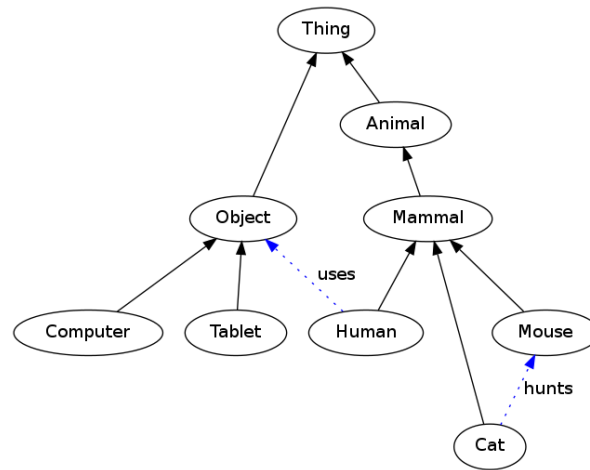 Thing
Animal
Object
Mammal
uses
Computer
Tablet
Human
Mouse
hunts
Cat